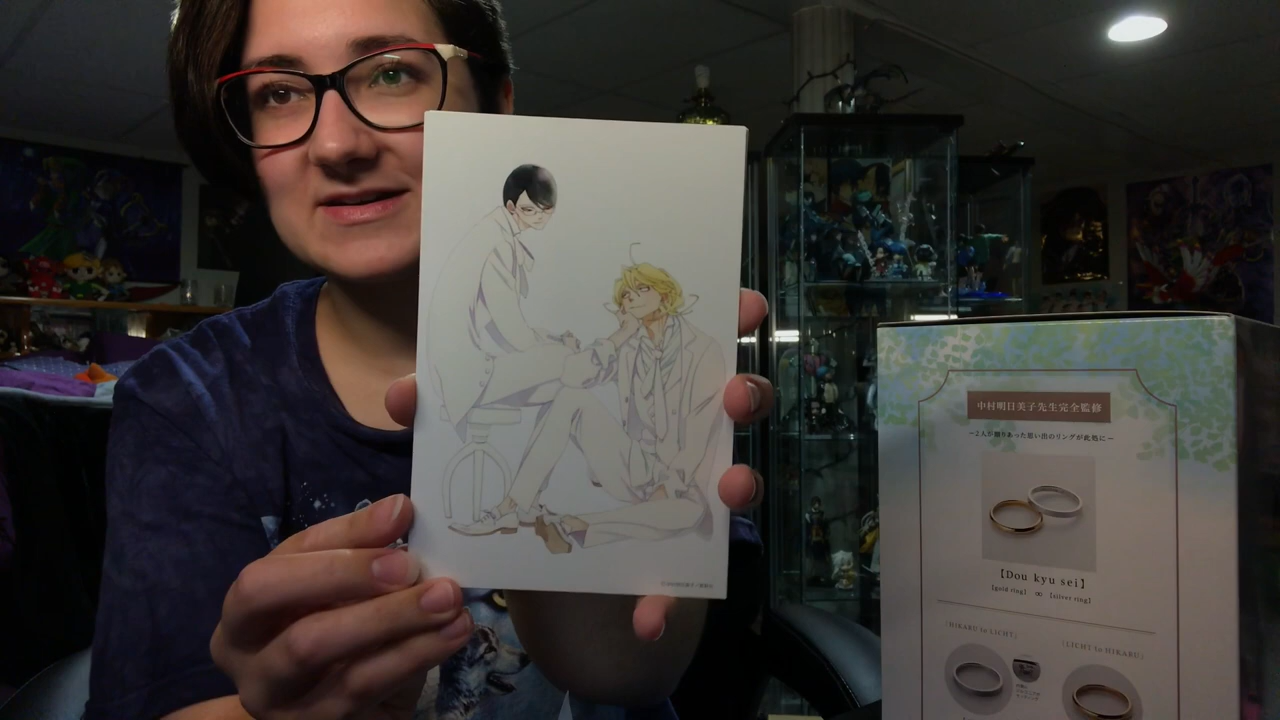 中村明日美子先生完全監修
ー2人が贈りあった思い出のリングが此処にー
【Dou kyu sei】
【gold ring】 ∞ 【silver ring】
〈HIKARU to LICHT〉
〈LICHT to HIKARU〉